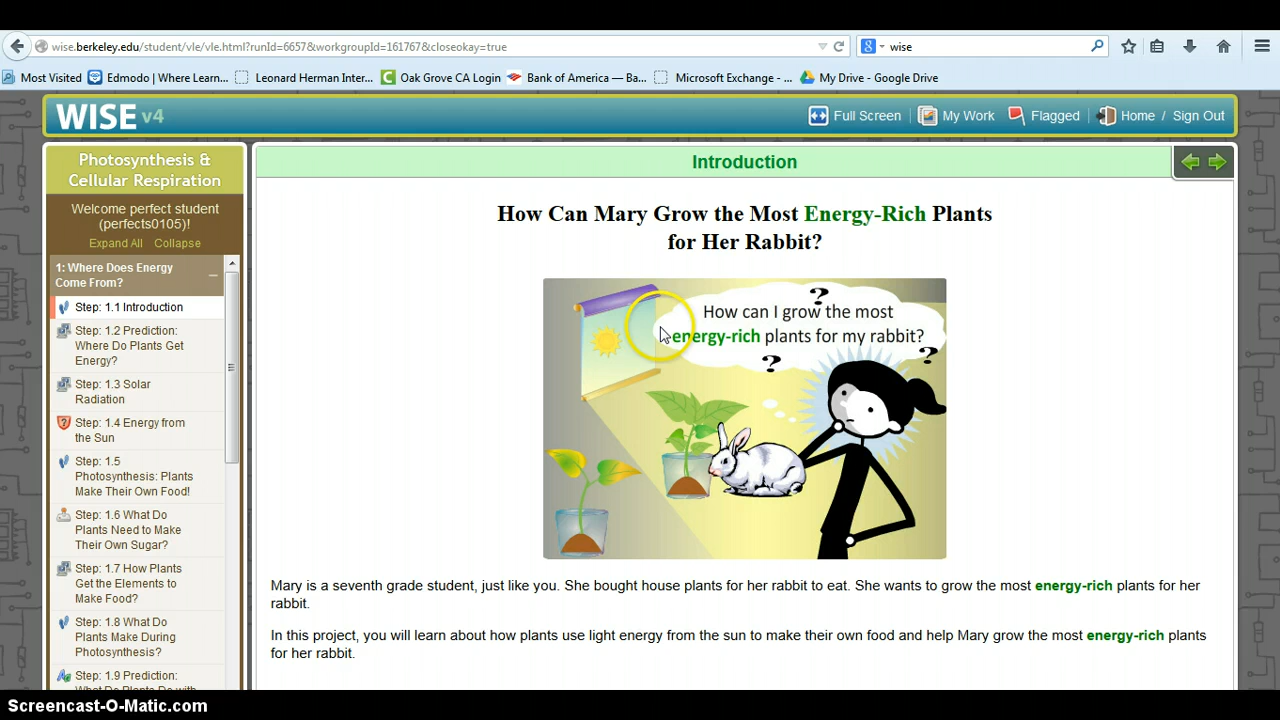 wise.berkeley.edu/student/vle/vle.html?runId=6657&workgroupId=161767&closeokay=true
wise
Most Visited
Edmodo | Where Learn...
Leonard Herman Inter...
Oak Grove CA Login
Bank of America — Ba...
Microsoft Exchange - ...
My Drive - Google Drive
WISE v4
Full Screen
My Work
Flagged
Home / Sign Out
Photosynthesis &
Cellular Respiration
Welcome perfect student
(perfects0105)!
Expand All Collapse
1: Where Does Energy
Come From?
Step: 1.1 Introduction
Step: 1.2 Prediction:
Where Do Plants Get
Energy?
Step: 1.3 Solar
Radiation
Step: 1.4 Energy from
the Sun
Step: 1.5
Photosynthesis: Plants
Make Their Own Food!
Step: 1.6 What Do
Plants Need to Make
Their Own Sugar?
Step: 1.7 How Plants
Get the Elements to
Make Food?
Step: 1.8 What Do
Plants Make During
Photosynthesis?
Step: 1.9 Prediction:
What Do Plants Do with
Introduction
How Can Mary Grow the Most Energy-Rich Plants
for Her Rabbit?
?
How can I grow the most
energy-rich plants for my rabbit?
?
?
Mary is a seventh grade student, just like you. She bought house plants for her rabbit to eat. She wants to grow the most energy-rich plants for her
rabbit.
In this project, you will learn about how plants use light energy from the sun to make their own food and help Mary grow the most energy-rich plants
for her rabbit.
Screencast-O-Matic.com